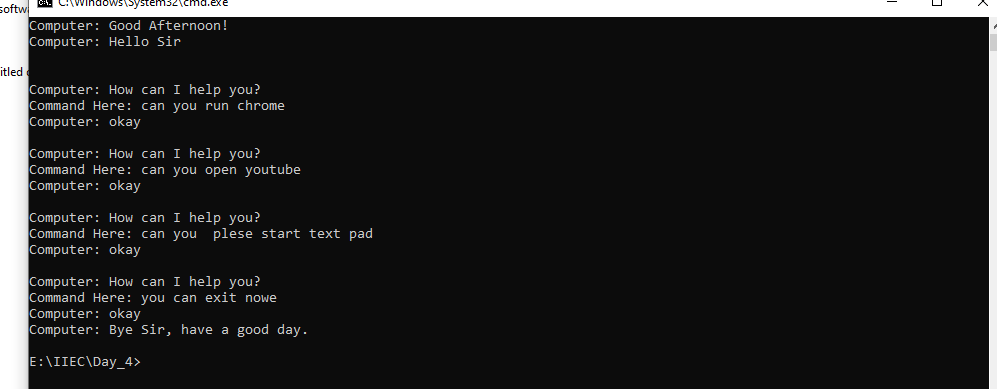 C:\Windows\System32\cmd.exe
Computer: Good Afternoon!
Computer: Hello Sir
Computer: How can I help you?
Command Here: can you run chrome
Computer: okay
Computer: How can I help you?
Command Here: can you open youtube
Computer: okay
Computer: How can I help you?
Command Here: can you  plese start text pad
Computer: okay
Computer: How can I help you?
Command Here: you can exit nowe
Computer: okay
Computer: Bye Sir, have a good day.
E:\IIEC\Day_4>